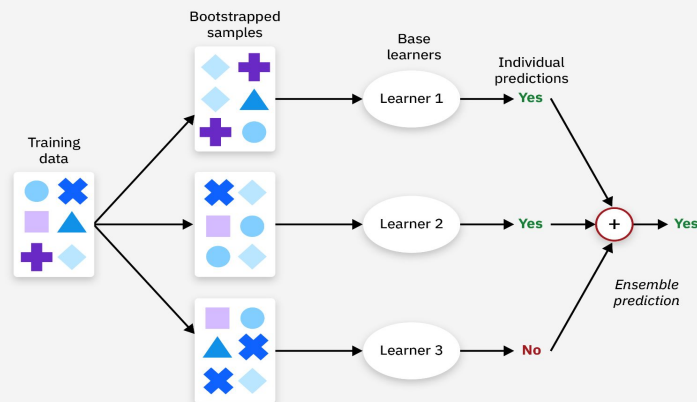 Bootstrapped
samples
Base
learners
Individual
predictions
Training
data
Learner 1
Yes
Learner 2
Yes
+
Yes
Ensemble
prediction
Learner 3
No